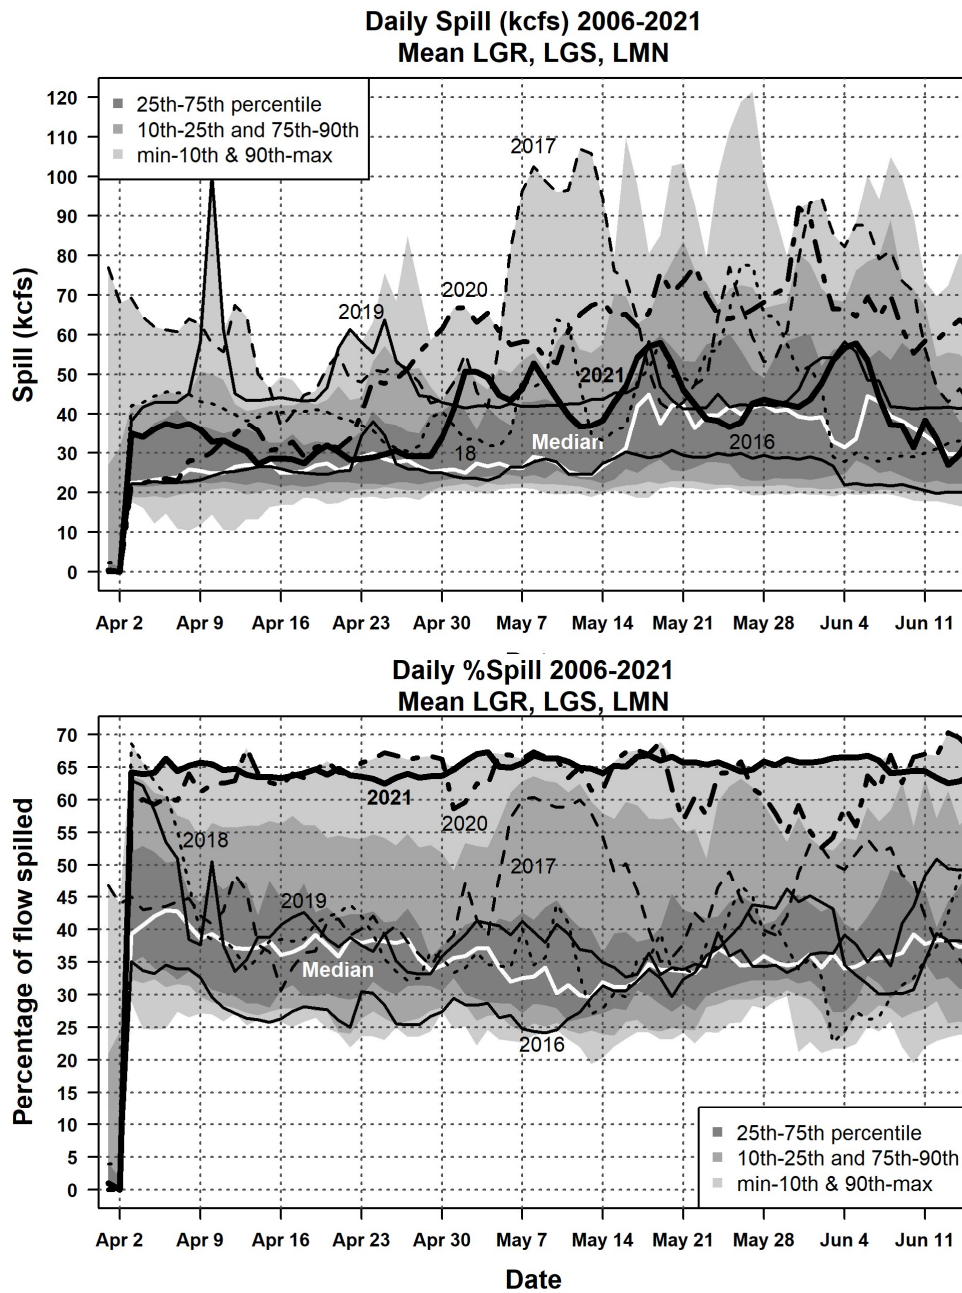 Daily Spill (kcfs) 2006-2021
Mean LGR, LGS, LMN
25th-75th percentile
10th-25th and 75th-90th
min-10th & 90th-max
Spill (kcfs)
120
110
100
90
80
70
60
50
40
30
20
10
0
2017
2020
2019
2021
Median
18
2016
Apr 2
Apr 9
Apr 16
Apr 23
Apr 30
May 7
May 14
May 21
May 28
Jun 4
Jun 11
Daily %Spill 2006-2021
Mean LGR, LGS, LMN
Percentage of flow spilled
70
65
60
55
50
45
40
35
30
25
20
15
10
5
0
2021
2020
2018
2017
2019
Median
2016
25th-75th percentile
10th-25th and 75th-90th
min-10th & 90th-max
Apr 2
Apr 9
Apr 16
Apr 23
Apr 30
May 7
May 14
May 21
May 28
Jun 4
Jun 11
Date